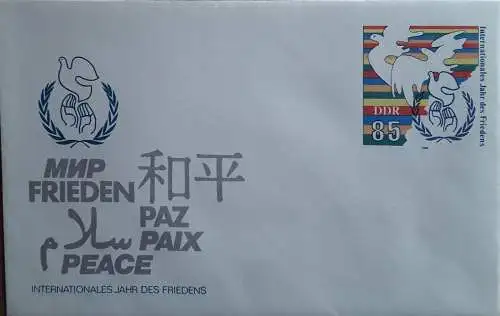 МИР
和平
FRIEDEN
PAZ
سلام
PAIX
PEACE
INTERNATIONALES JAHR DES FRIEDENS
DDR
85
Internationales Jahr des Friedens